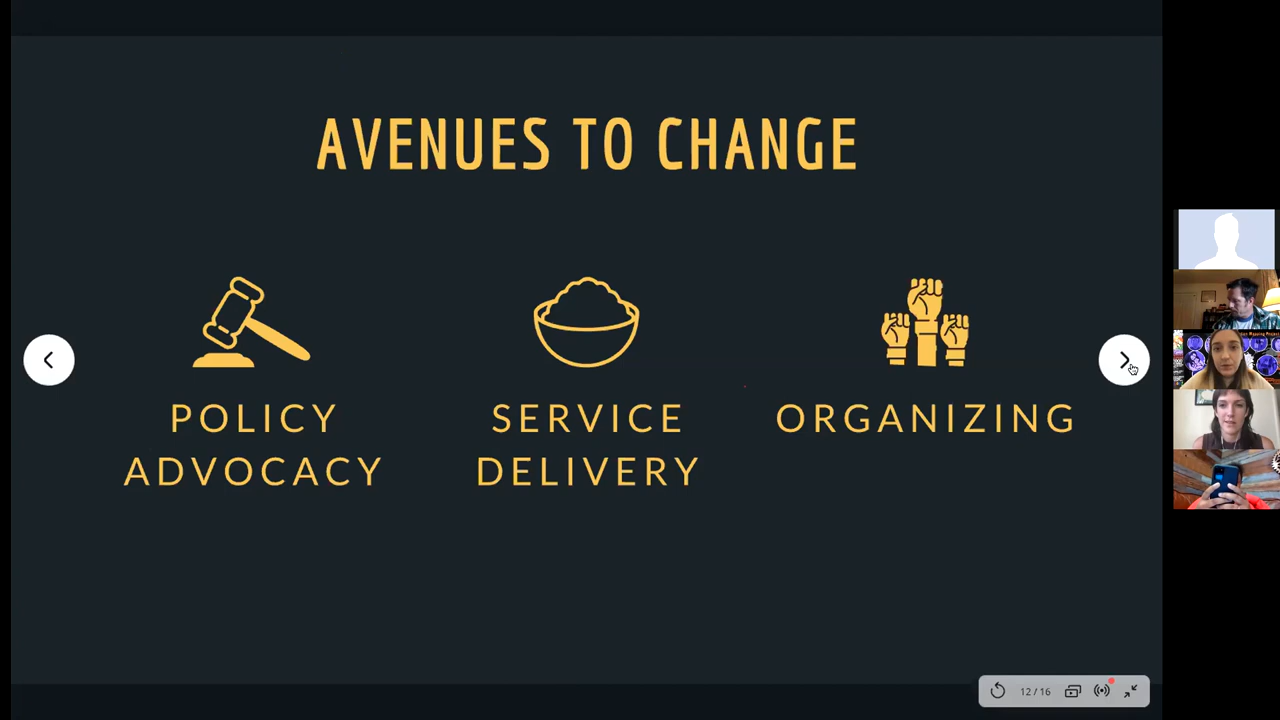 AVENUES TO CHANGE
POLICY
ADVOCACY
SERVICE
DELIVERY
ORGANIZING
12 / 16